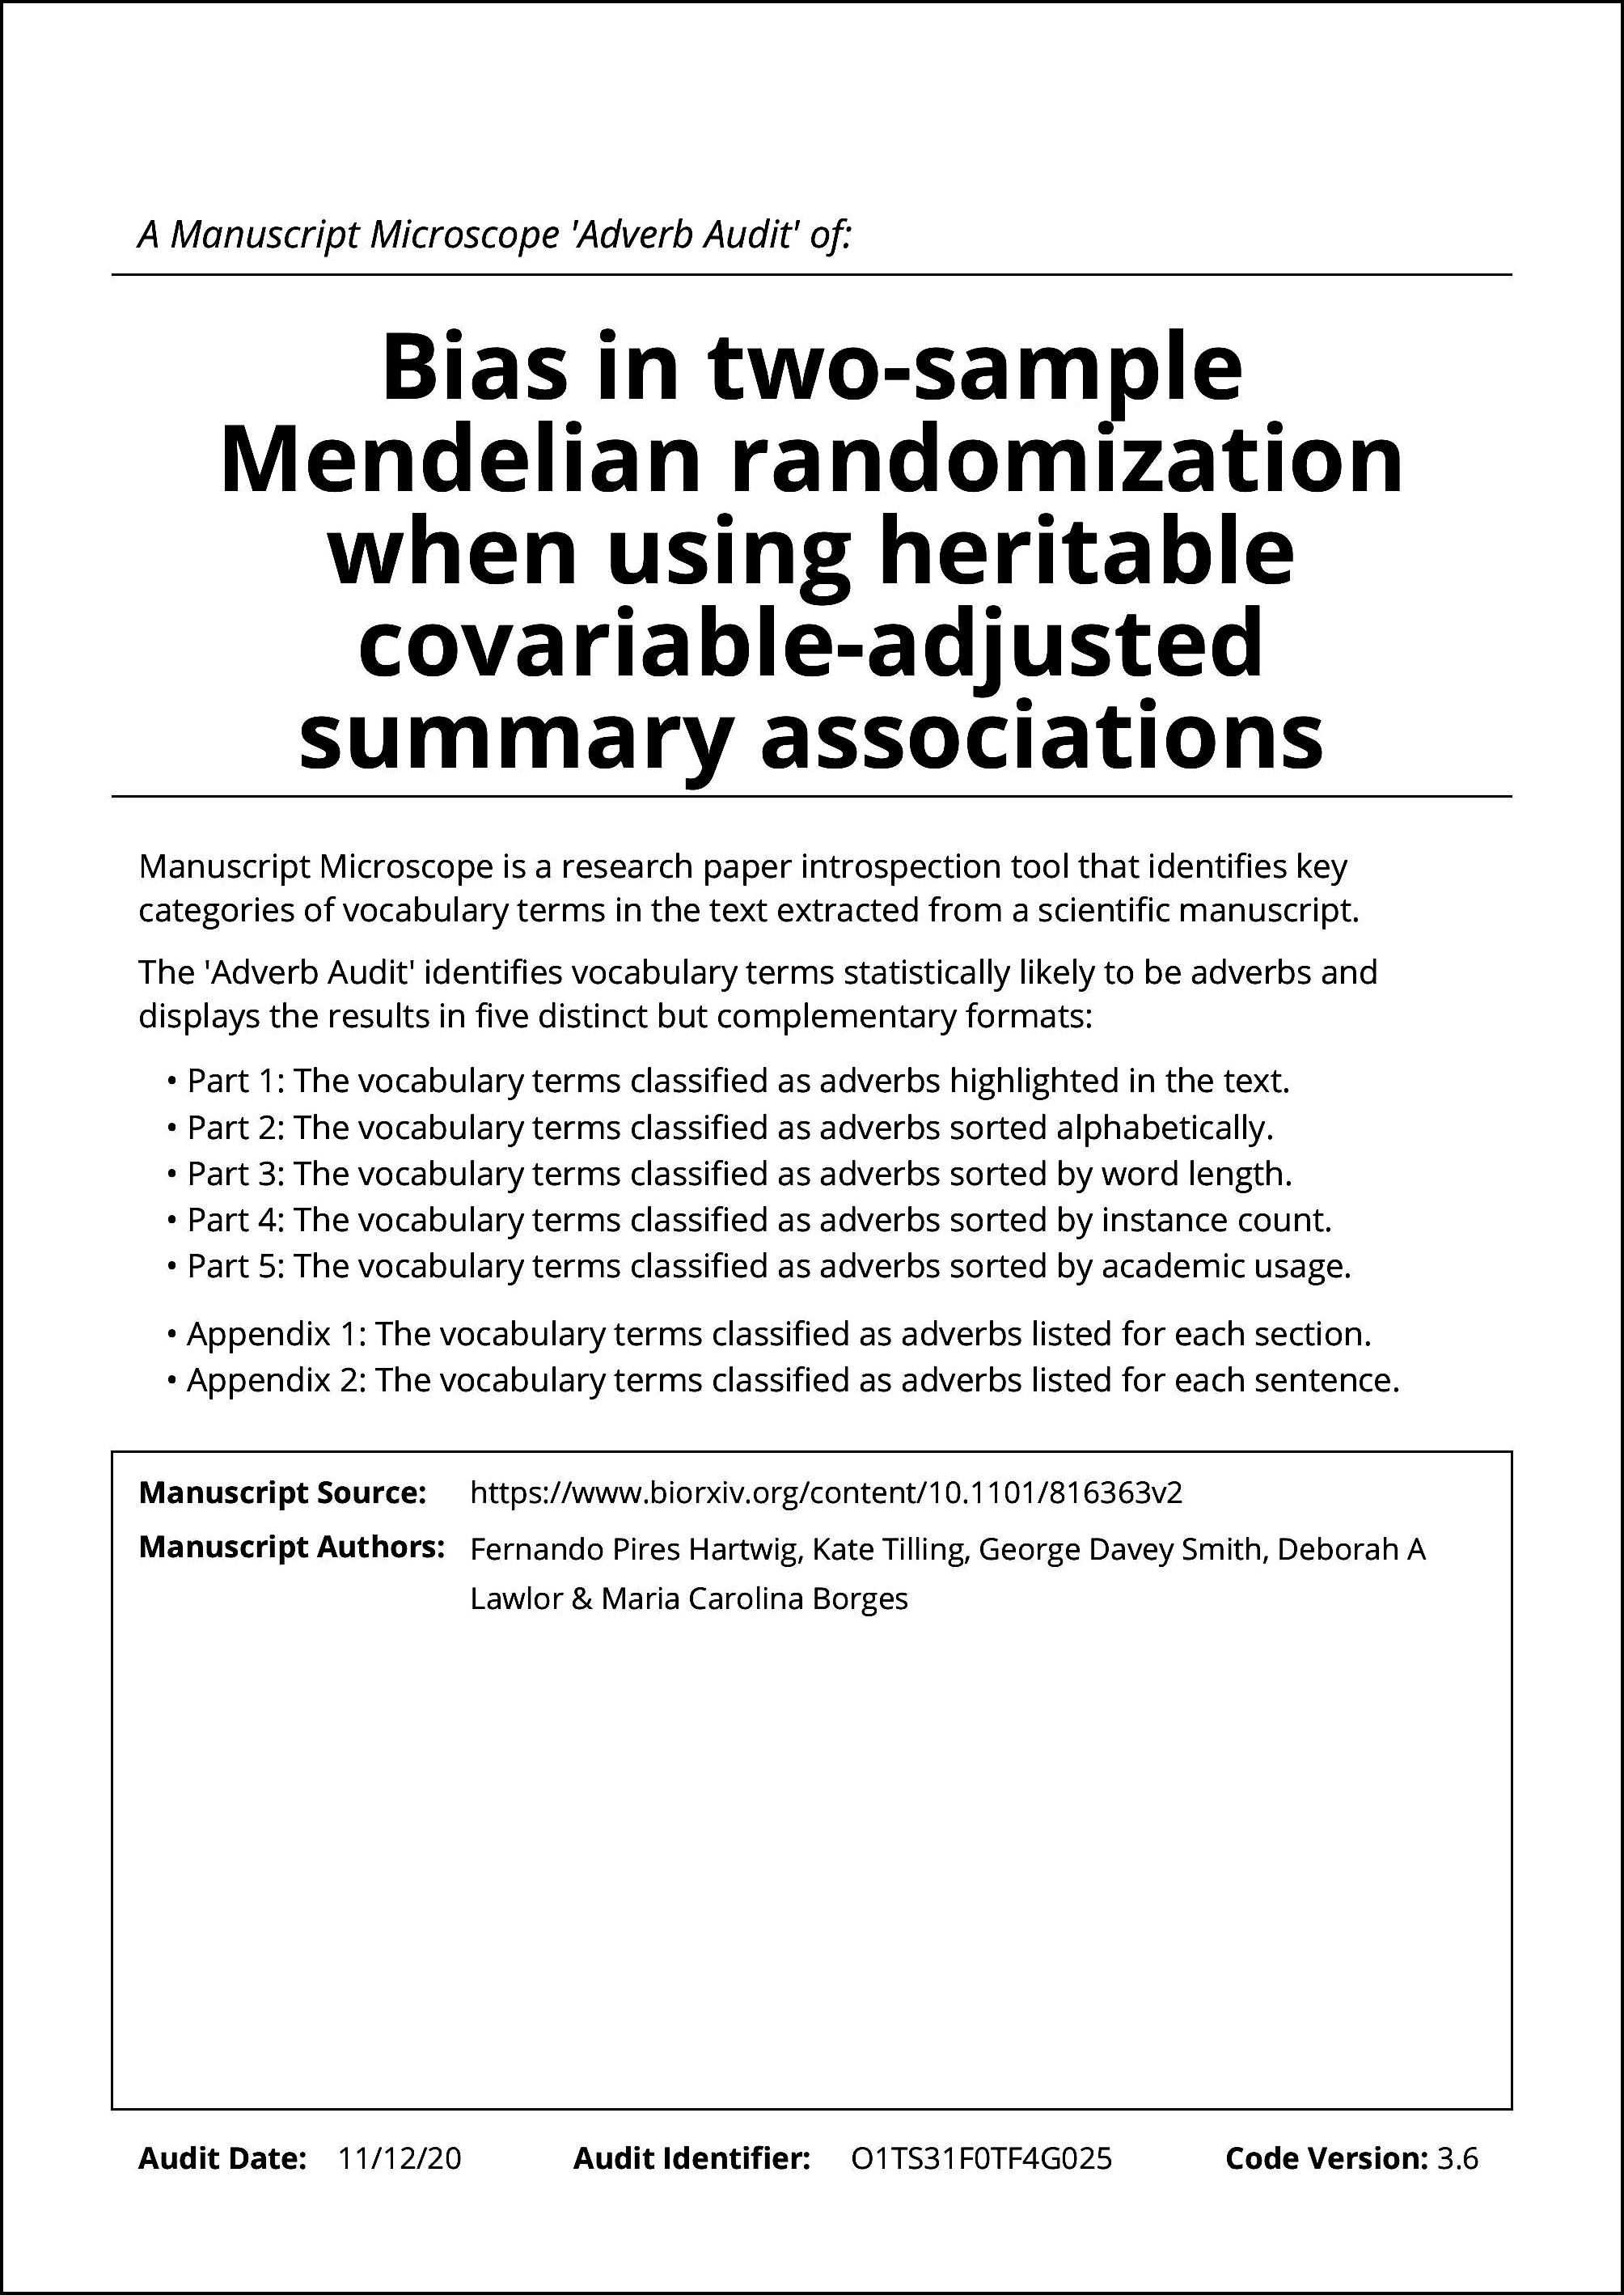 A Manuscript Microscope 'Adverb Audit' of:
Bias in two-sample
Mendelian randomization
when using heritable
covariable-adjusted
summary associations
Manuscript Microscope is a research paper introspection tool that identifies key
categories of vocabulary terms in the text extracted from a scientific manuscript.
The 'Adverb Audit' identifies vocabulary terms statistically likely to be adverbs and
displays the results in five distinct but complementary formats:
• Part 1: The vocabulary terms classified as adverbs highlighted in the text.
• Part 2: The vocabulary terms classified as adverbs sorted alphabetically.
• Part 3: The vocabulary terms classified as adverbs sorted by word length.
• Part 4: The vocabulary terms classified as adverbs sorted by instance count.
• Part 5: The vocabulary terms classified as adverbs sorted by academic usage.
• Appendix 1: The vocabulary terms classified as adverbs listed for each section.
• Appendix 2: The vocabulary terms classified as adverbs listed for each sentence.
Manuscript Source: https://www.biorxiv.org/content/10.1101/816363v2
Manuscript Authors: Fernando Pires Hartwig, Kate Tilling, George Davey Smith, Deborah A
Lawlor & Maria Carolina Borges
Audit Date: 11/12/20 Audit Identifier: O1TS31F0TF4G025 Code Version: 3.6